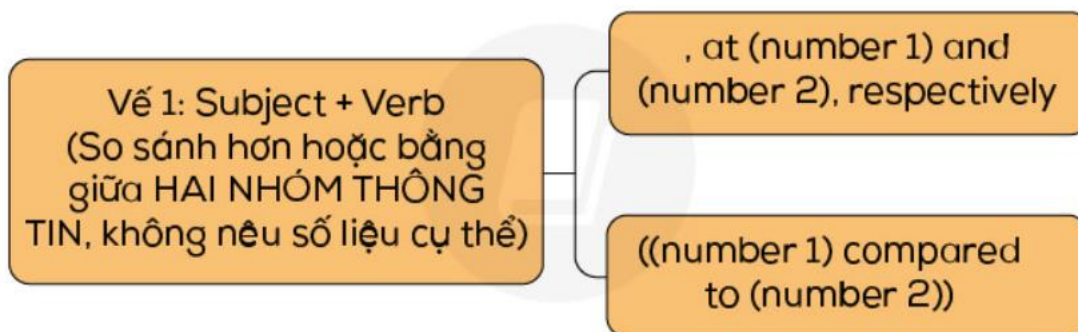 Vế 1: Subject + Verb
(So sánh hơn hoặc bằng
giữa HAI NHÓM THÔNG
TIN, không nêu số liệu cụ thể)
, at (number 1) and
(number 2), respectively
((number 1) compared
to (number 2))